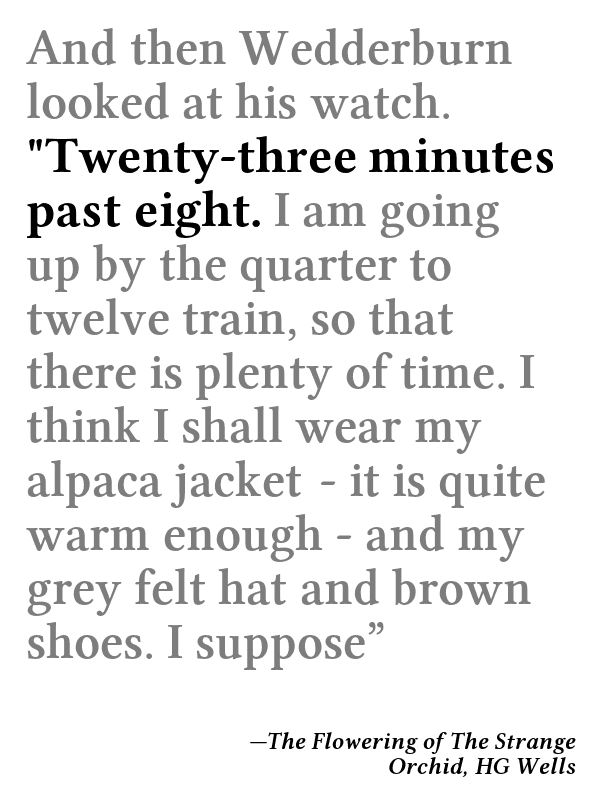 And then Wedderburn
looked at his watch.
"Twenty-three minutes
past eight. I am going
up by the quarter to
twelve train, so that
there is plenty of time. I
think I shall wear my
alpaca jacket - it is quite
warm enough - and my
grey felt hat and brown
shoes. I suppose”
—The Flowering of The Strange
Orchid, HG Wells